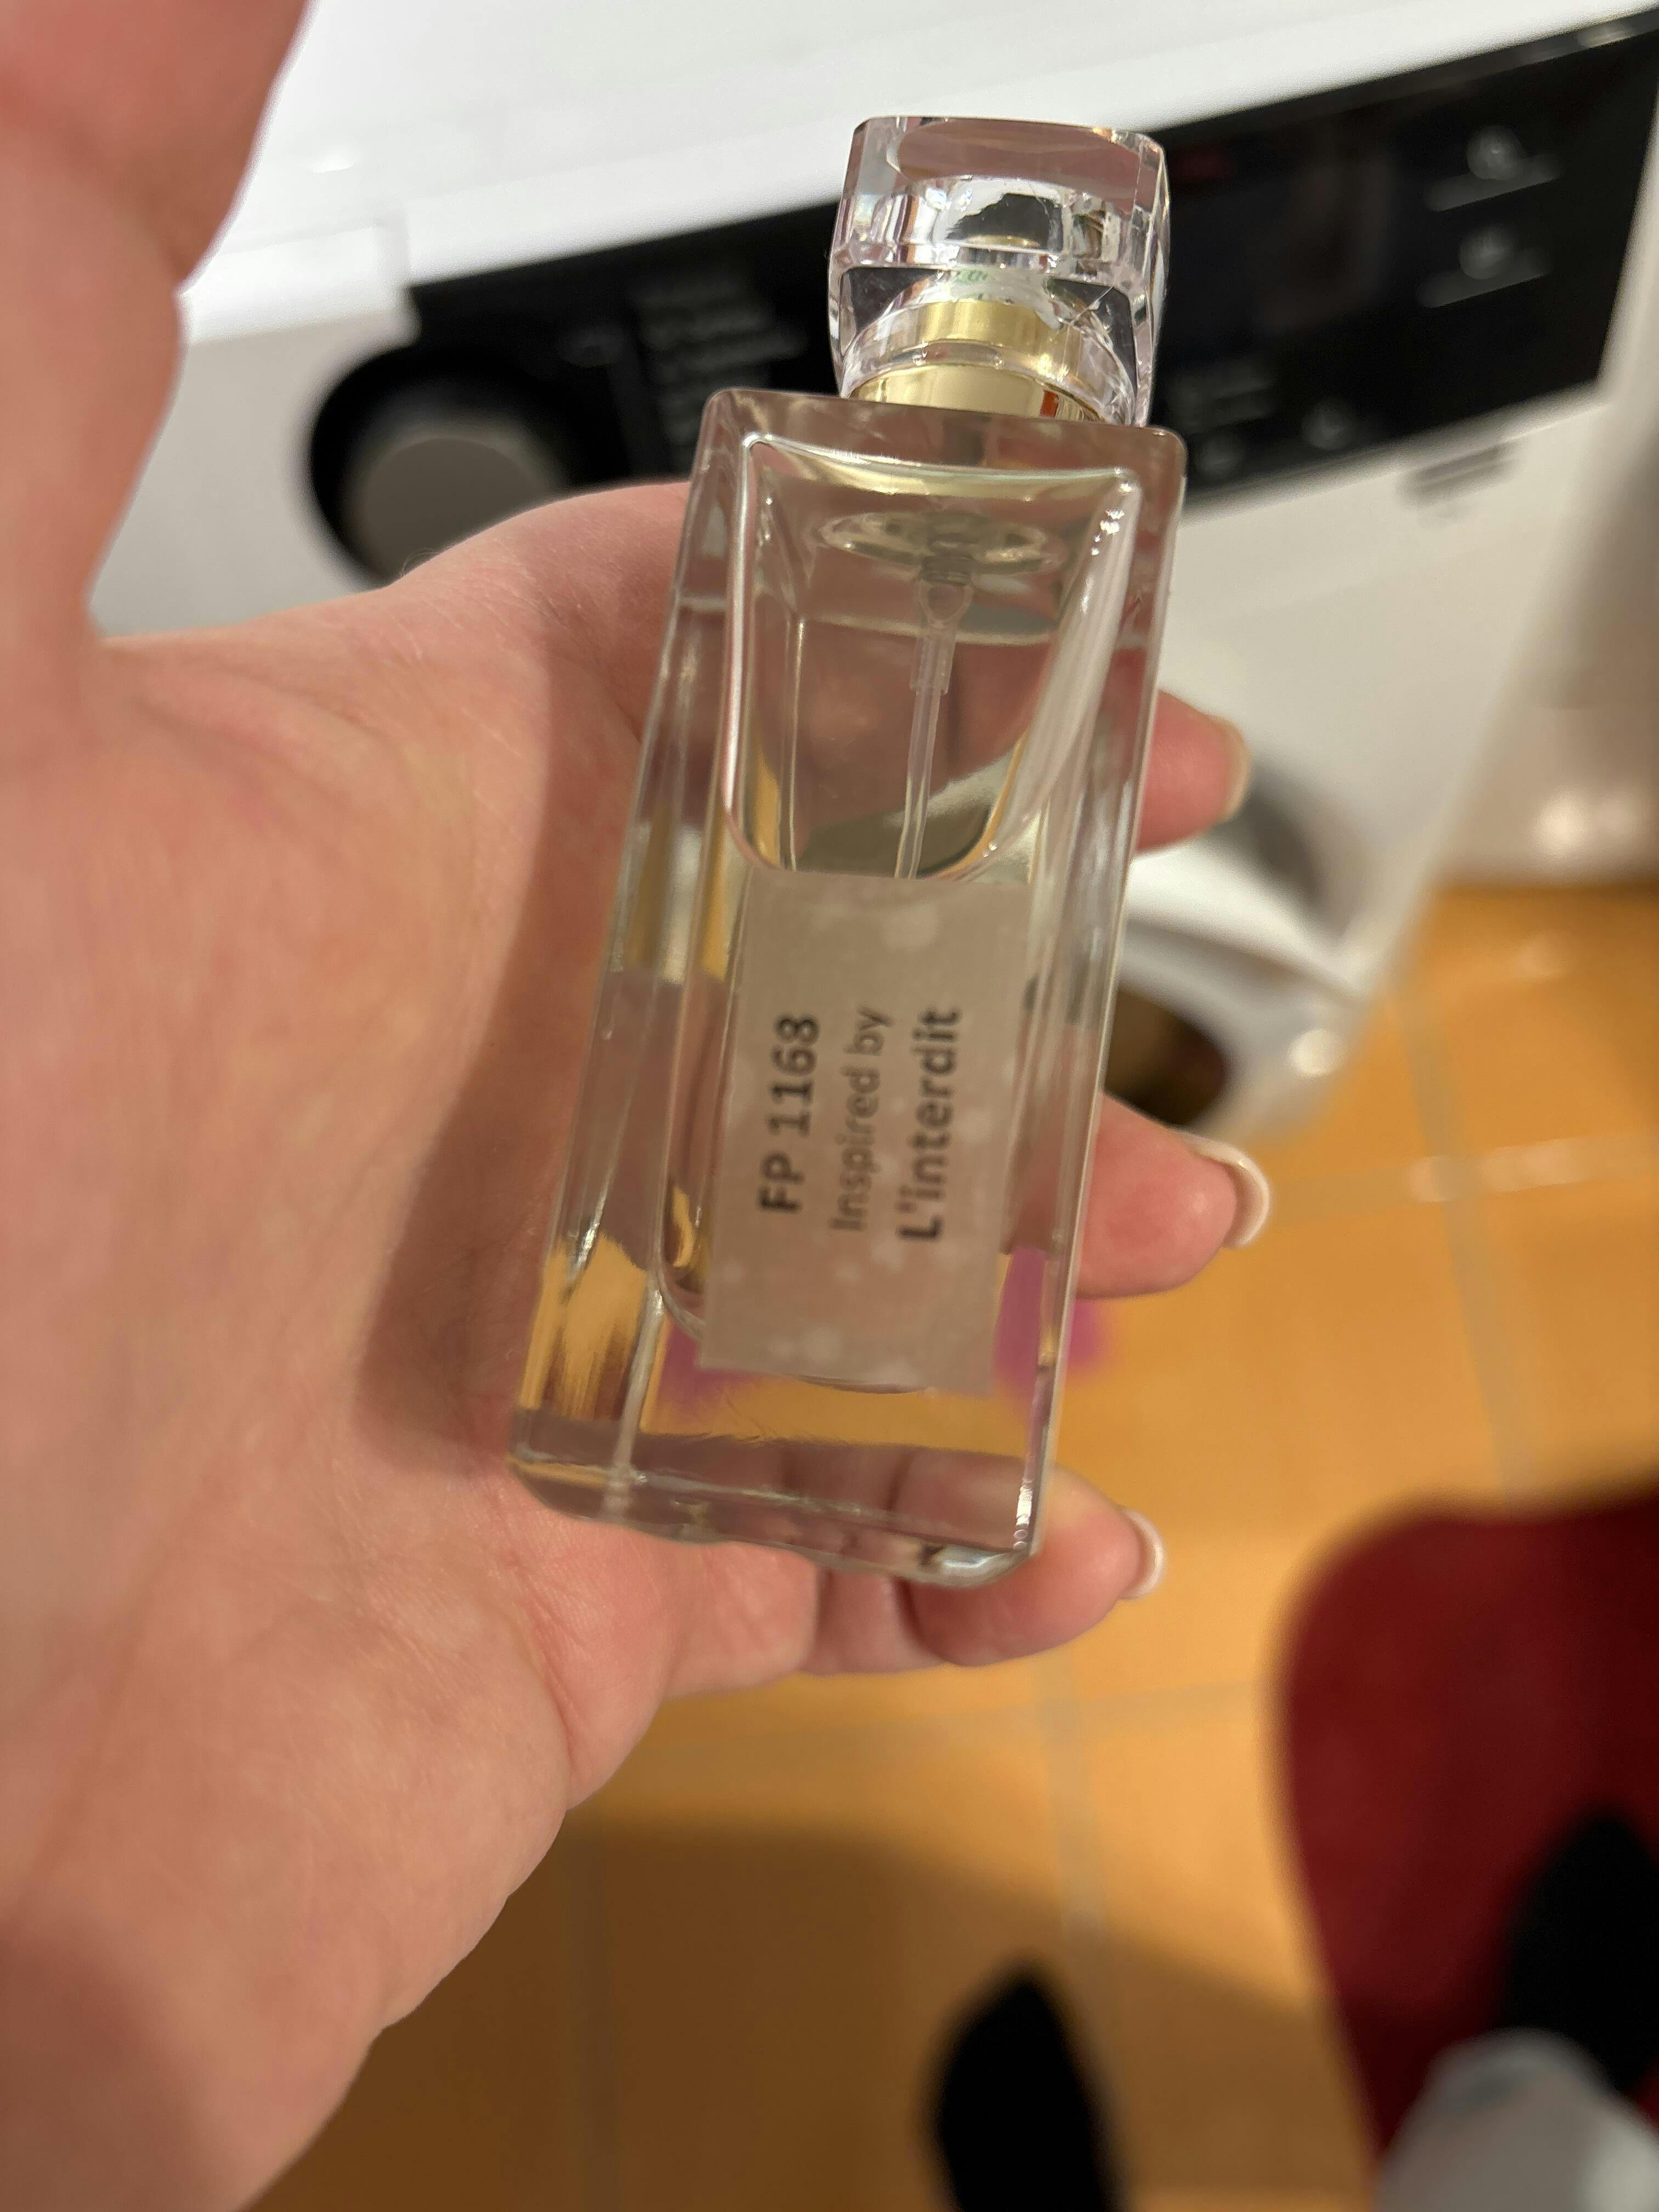 FP 1168
Inspired by
L'interdit